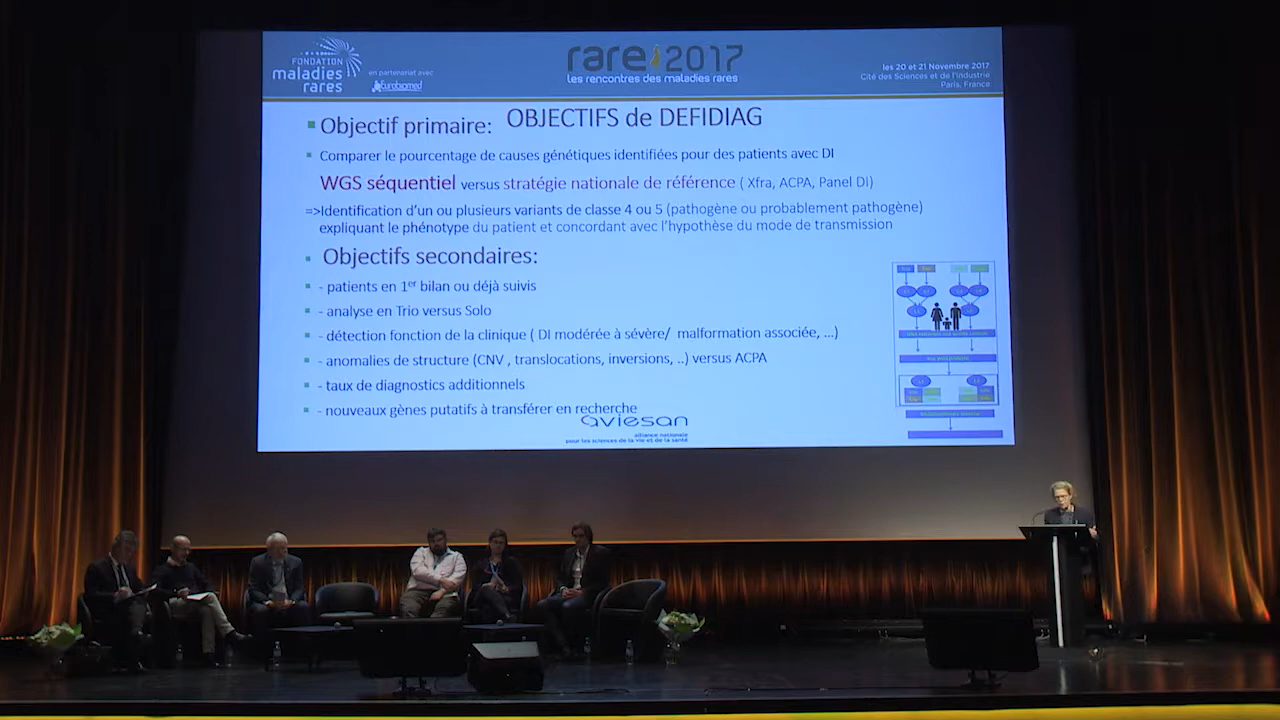 FONDATION
maladies
rares
en partenariat avec
Eurobiomed
rare 2017
les rencontres des maladies rares
les 20 et 21 Novembre 2017
Cité des Sciences et de l'Industrie
Paris, France
OBJECTIFS de DEFIDIAG
Objectif primaire:
Comparer le pourcentage de causes génétiques identifiées pour des patients avec DI
WGS séquentiel versus stratégie nationale de référence ( Xfra, ACPA, Panel DI)
=>Identification d'un ou plusieurs variants de classe 4 ou 5 (pathogène ou probablement pathogène)
expliquant le phénotype du patient et concordant avec l'hypothèse du mode de transmission
Objectifs secondaires:
- patients en 1er bilan ou déjà suivis
- analyse en Trio versus Solo
- détection fonction de la clinique ( DI modérée à sévère/ malformation associée, ...)
- anomalies de structure (CNV , translocations, inversions, ..) versus ACPA
- taux de diagnostics additionnels
- nouveaux gènes putatifs à transférer en recherche
aviesan
alliance nationale
pour les sciences de la vie et de la santé